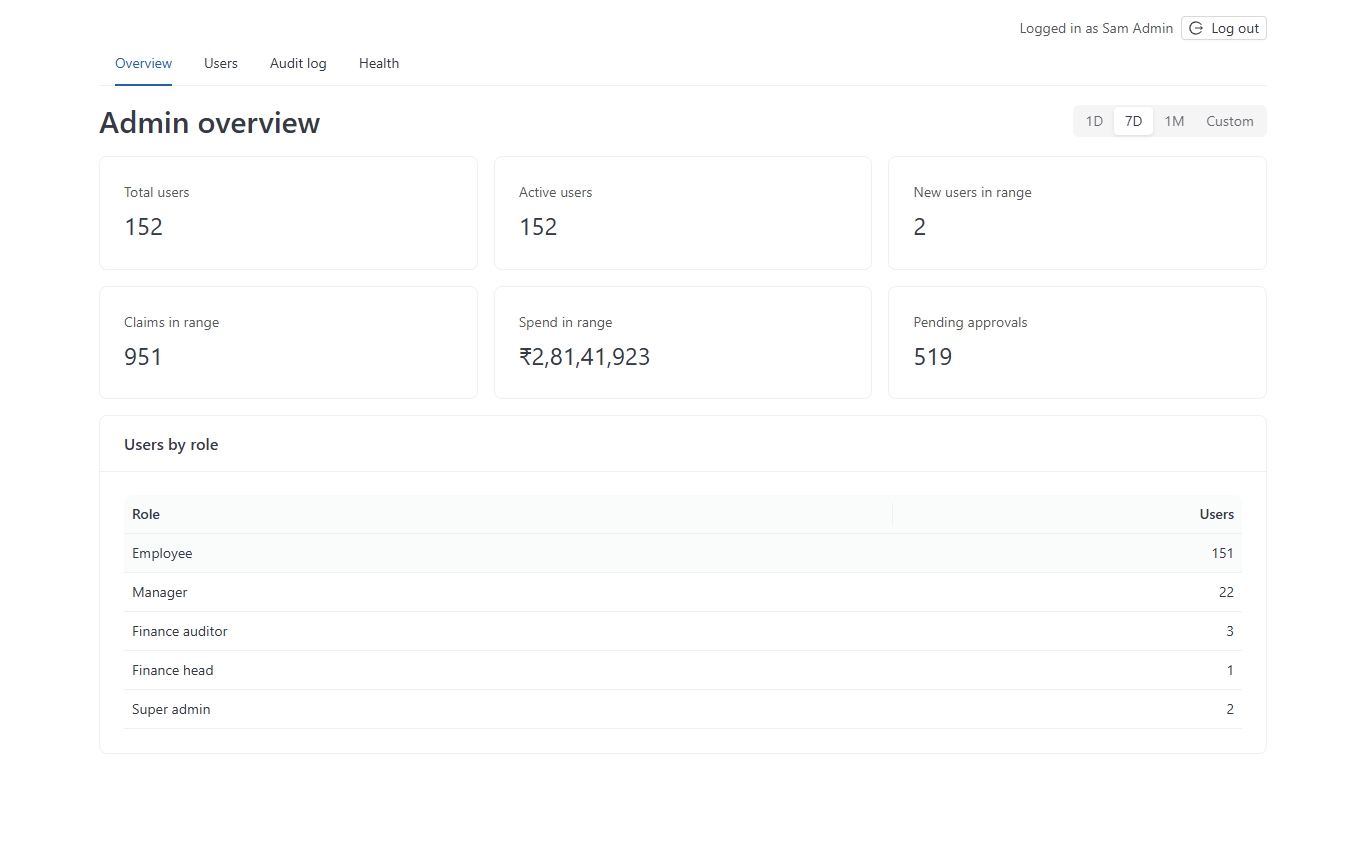 Logged in as Sam Admin Log out
Overview Users Audit log Health
Admin overview 1D 7D 1M Custom
Total users Active users New users in range
152 152 2
Claims in range Spend in range Pending approvals
951 ₹2,81,41,923 519
Users by role
Role Users
Employee 151
Manager 22
Finance auditor 3
Finance head 1
Super admin 2